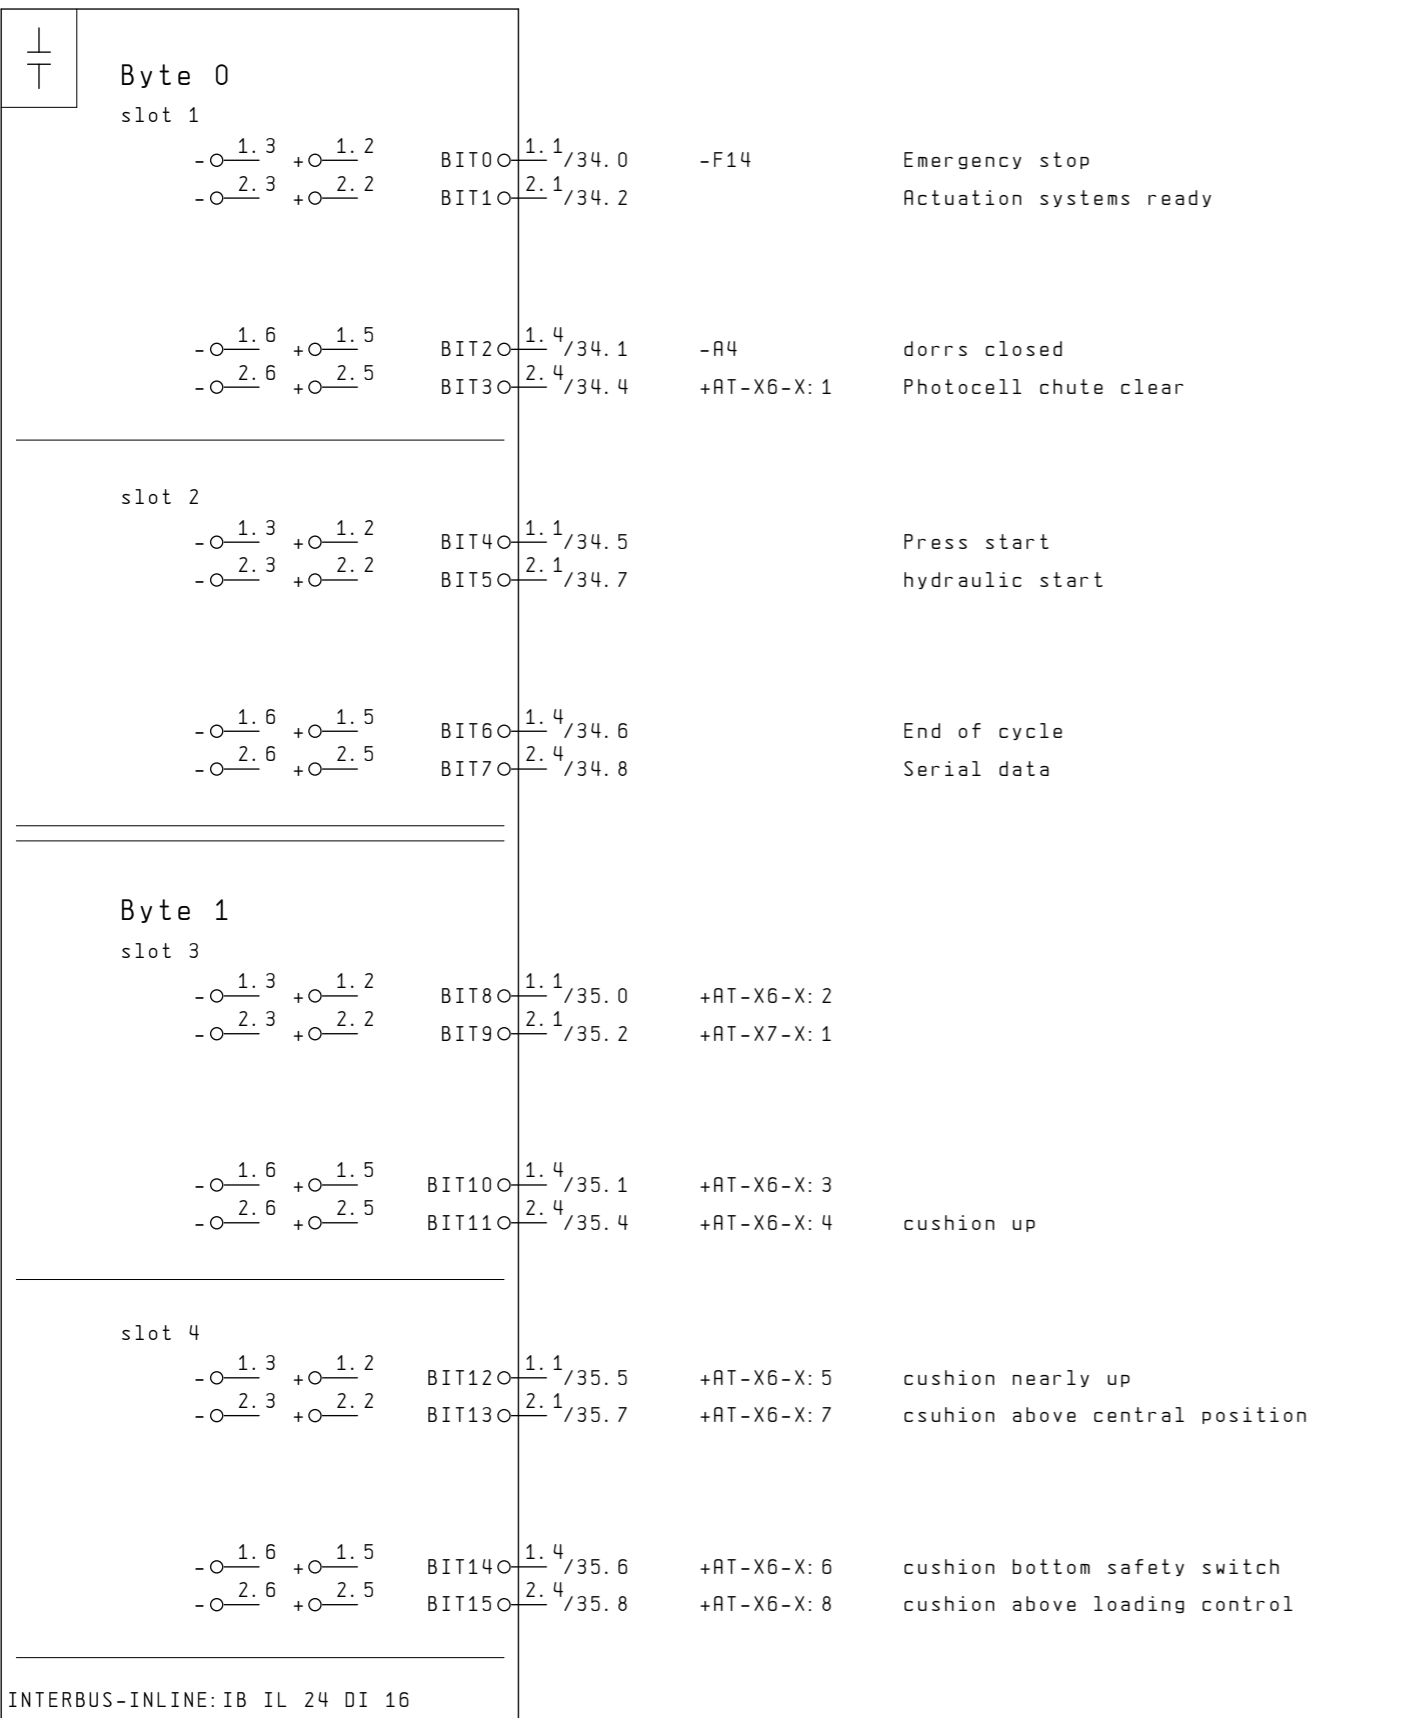 Byte 0
slot 1
- 1.3 + 1.2 BIT0 1.1 /34.0 -F14 Emergency stop
- 2.3 + 2.2 BIT1 2.1 /34.2 Actuation systems ready
- 1.6 + 1.5 BIT2 1.4 /34.1 -A4 dorrs closed
- 2.6 + 2.5 BIT3 2.4 /34.4 +AT-X6-X:1 Photocell chute clear
slot 2
- 1.3 + 1.2 BIT4 1.1 /34.5 Press start
- 2.3 + 2.2 BIT5 2.1 /34.7 hydraulic start
- 1.6 + 1.5 BIT6 1.4 /34.6 End of cycle
- 2.6 + 2.5 BIT7 2.4 /34.8 Serial data
Byte 1
slot 3
- 1.3 + 1.2 BIT8 1.1 /35.0 +AT-X6-X:2
- 2.3 + 2.2 BIT9 2.1 /35.2 +AT-X7-X:1
- 1.6 + 1.5 BIT10 1.4 /35.1 +AT-X6-X:3
- 2.6 + 2.5 BIT11 2.4 /35.4 +AT-X6-X:4 cushion up
slot 4
- 1.3 + 1.2 BIT12 1.1 /35.5 +AT-X6-X:5 cushion nearly up
- 2.3 + 2.2 BIT13 2.1 /35.7 +AT-X6-X:7 csuhion above central position
- 1.6 + 1.5 BIT14 1.4 /35.6 +AT-X6-X:6 cushion bottom safety switch
- 2.6 + 2.5 BIT15 2.4 /35.8 +AT-X6-X:8 cushion above loading control
INTERBUS-INLINE:IB IL 24 DI 16